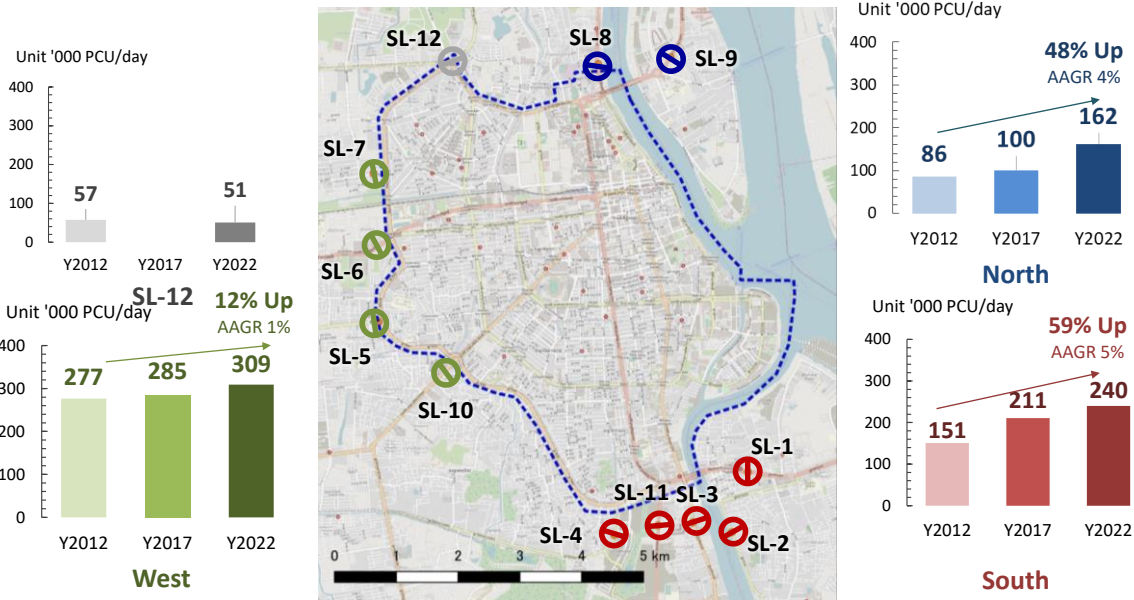 Unit '000 PCU/day
400
300
200
100
0
57
51
Y2012 Y2017 Y2022
SL-12
Unit '000 PCU/day
12% Up
AAGR 1%
400
300
200
100
0
277 285 309
Y2012 Y2017 Y2022
West
SL-12
SL-8
SL-9
SL-7
SL-6
SL-5
SL-10
SL-1
SL-11
SL-3
SL-4
SL-2
0 1 2 3 4 5 km
Unit '000 PCU/day
48% Up
AAGR 4%
400
300
200
100
0
86 100 162
Y2012 Y2017 Y2022
North
Unit '000 PCU/day
59% Up
AAGR 5%
400
300
200
100
0
151 211 240
Y2012 Y2017 Y2022
South